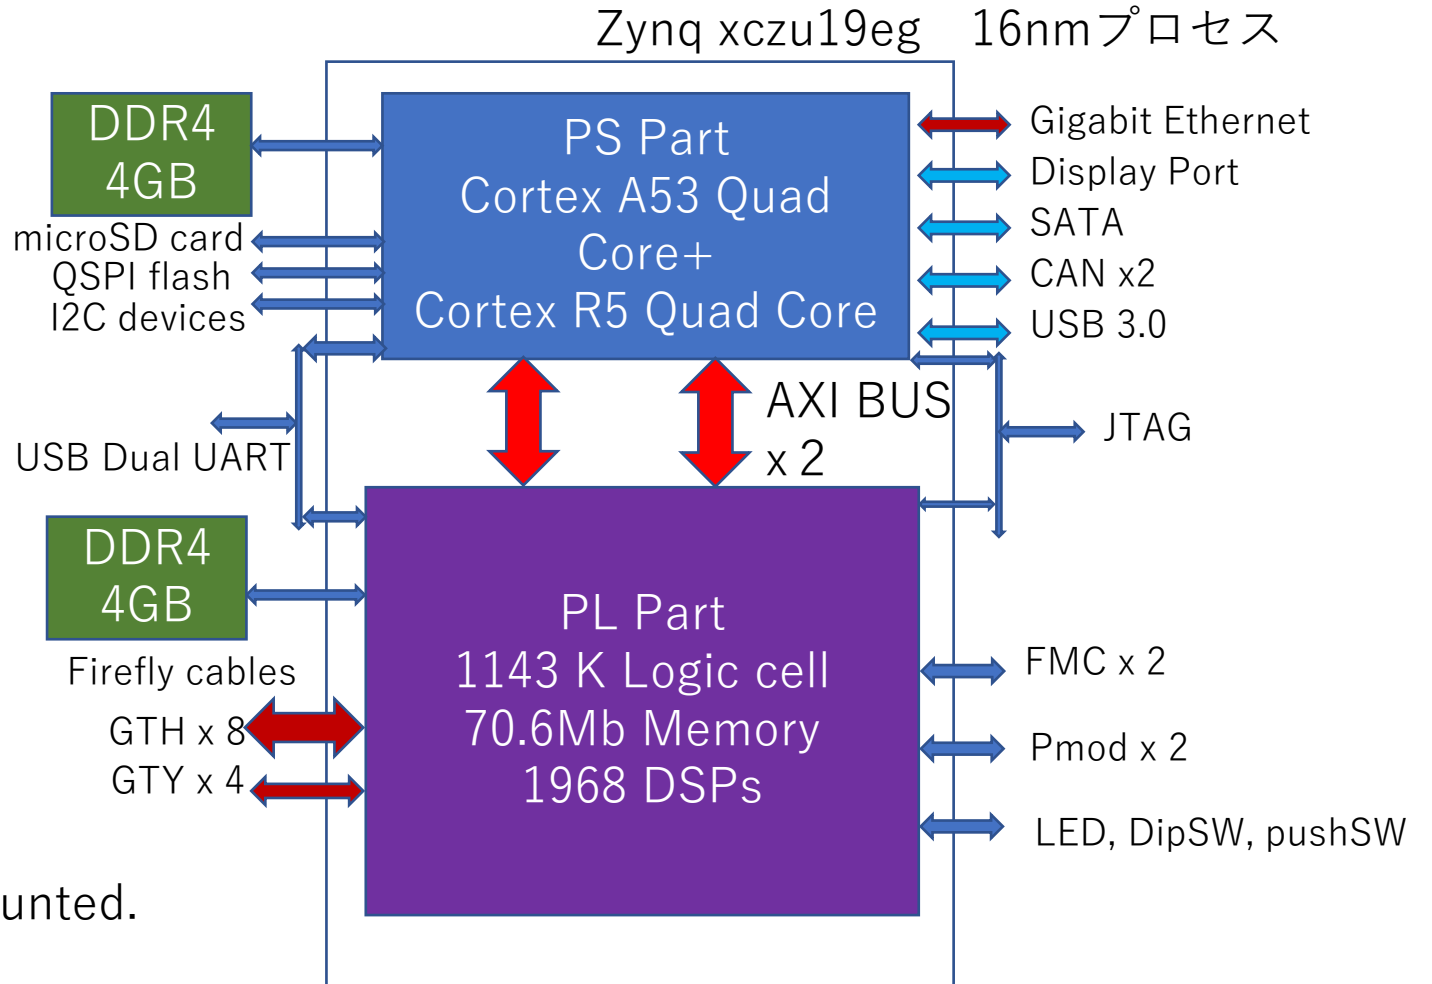 Zynq xczu19eg 16nmプロセス
DDR4
4GB
microSD card
QSPI flash
I2C devices
USB Dual UART
PS Part
Cortex A53 Quad
Core+
Cortex R5 Quad Core
Gigabit Ethernet
Display Port
SATA
CAN x2
USB 3.0
AXI BUS
x 2
JTAG
DDR4
4GB
Firefly cables
GTH x 8
GTY x 4
PL Part
1143 K Logic cell
70.6Mb Memory
1968 DSPs
FMC x 2
Pmod x 2
LED, DipSW, pushSW
unted.